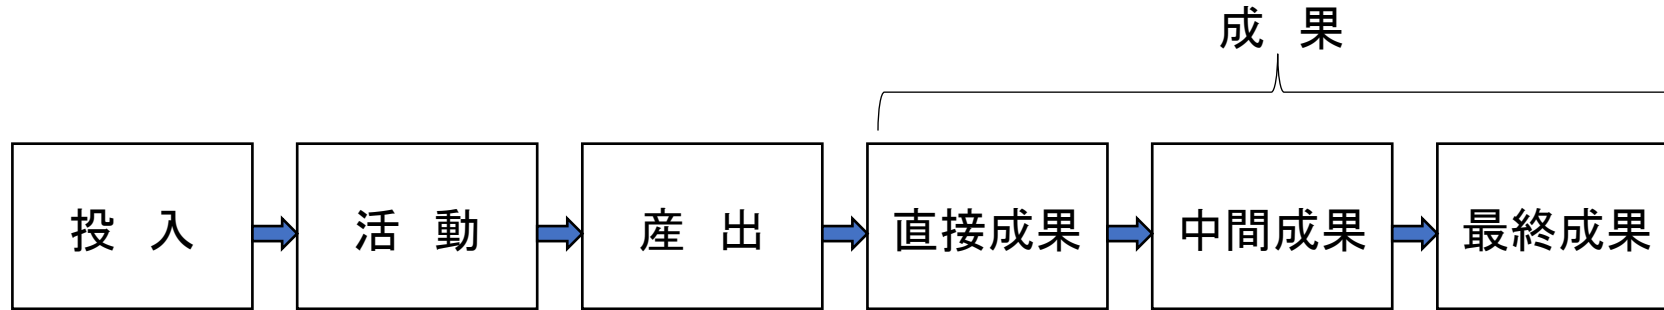 成 果
投 入
活 動
産 出
直接成果
中間成果
最終成果